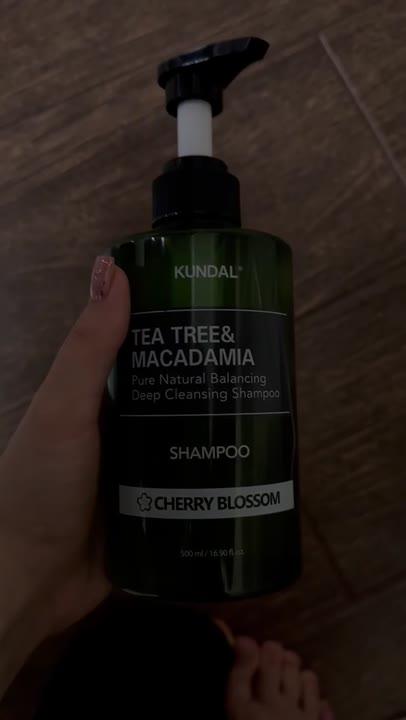 KUNDAL®
TEA TREE&
MACADAMIA
Pure Natural Balancing
Deep Cleansing Shampoo
SHAMPOO
CHERRY BLOSSOM
500 ml / 16.90 fl.oz.